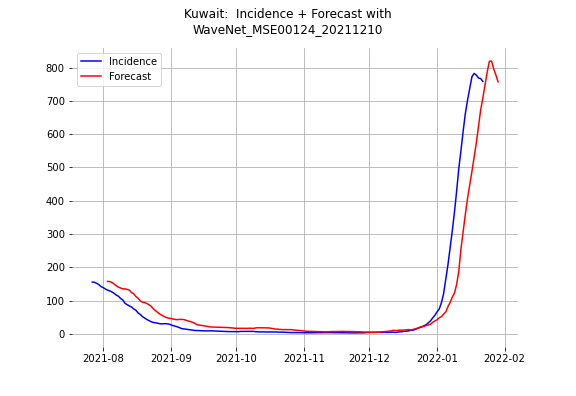 Kuwait:  Incidence + Forecast with
WaveNet_MSE00124_20211210
Incidence
Forecast
800
700
600
500
400
300
200
100
0
2021-08 2021-09 2021-10 2021-11 2021-12 2022-01 2022-02